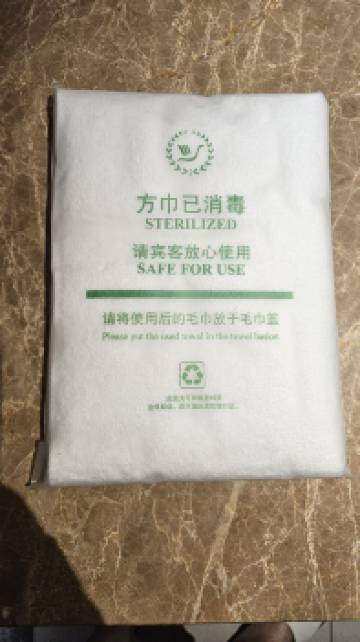 方巾已消毒
STERILIZED
请宾客放心使用
SAFE FOR USE
请将使用后的毛巾放于毛巾篮
Please put the used towel in the towel basket